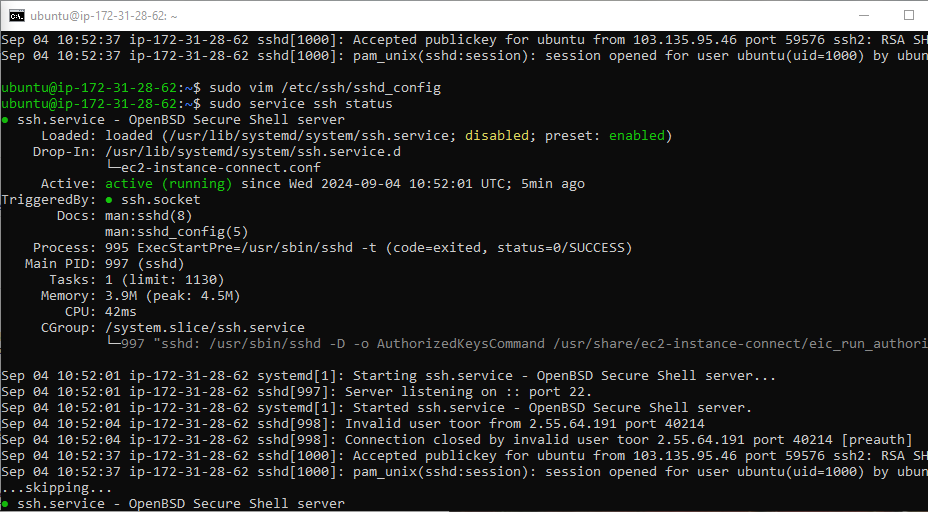 ubuntu@ip-172-31-28-62: ~
Sep 04 10:52:37 ip-172-31-28-62 sshd[1000]: Accepted publickey for ubuntu from 103.135.95.46 port 59576 ssh2: RSA SH
Sep 04 10:52:37 ip-172-31-28-62 sshd[1000]: pam_unix(sshd:session): session opened for user ubuntu(uid=1000) by ubun
ubuntu@ip-172-31-28-62:~$ sudo vim /etc/ssh/sshd_config
ubuntu@ip-172-31-28-62:~$ sudo service ssh status
● ssh.service - OpenBSD Secure Shell server
Loaded: loaded (/usr/lib/systemd/system/ssh.service; disabled; preset: enabled)
Drop-In: /usr/lib/systemd/system/ssh.service.d
└─ec2-instance-connect.conf
Active: active (running) since Wed 2024-09-04 10:52:01 UTC; 5min ago
TriggeredBy: ● ssh.socket
Docs: man:sshd(8)
man:sshd_config(5)
Process: 995 ExecStartPre=/usr/sbin/sshd -t (code=exited, status=0/SUCCESS)
Main PID: 997 (sshd)
Tasks: 1 (limit: 1130)
Memory: 3.9M (peak: 4.5M)
CPU: 42ms
CGroup: /system.slice/ssh.service
└─997 "sshd: /usr/sbin/sshd -D -o AuthorizedKeysCommand /usr/share/ec2-instance-connect/eic_run_authori
Sep 04 10:52:01 ip-172-31-28-62 systemd[1]: Starting ssh.service - OpenBSD Secure Shell server...
Sep 04 10:52:01 ip-172-31-28-62 sshd[997]: Server listening on :: port 22.
Sep 04 10:52:01 ip-172-31-28-62 systemd[1]: Started ssh.service - OpenBSD Secure Shell server.
Sep 04 10:52:04 ip-172-31-28-62 sshd[998]: Invalid user toor from 2.55.64.191 port 40214
Sep 04 10:52:04 ip-172-31-28-62 sshd[998]: Connection closed by invalid user toor 2.55.64.191 port 40214 [preauth]
Sep 04 10:52:37 ip-172-31-28-62 sshd[1000]: Accepted publickey for ubuntu from 103.135.95.46 port 59576 ssh2: RSA SH
Sep 04 10:52:37 ip-172-31-28-62 sshd[1000]: pam_unix(sshd:session): session opened for user ubuntu(uid=1000) by ubun
...skipping...
● ssh.service - OpenBSD Secure Shell server